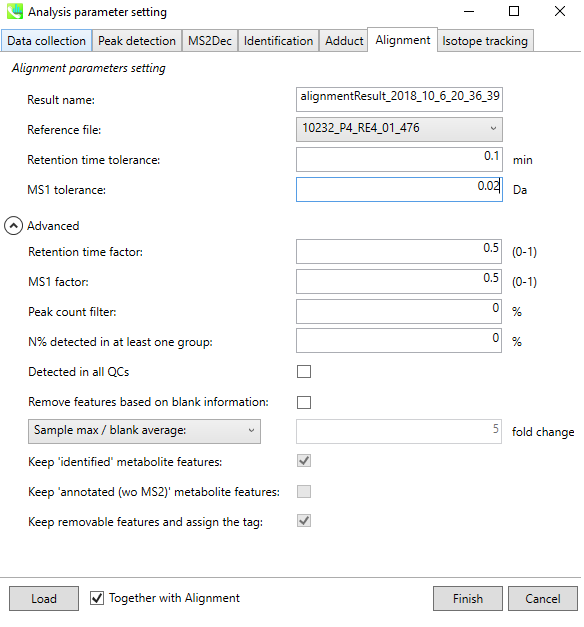 Analysis parameter setting
Data collection Peak detection MS2Dec Identification Adduct Alignment Isotope tracking
Alignment parameters setting
Result name: alignmentResult_2018_10_6_20_36_39
Reference file: 10232_P4_RE4_01_476
Retention time tolerance: 0.1 min
MS1 tolerance: 0.02 Da
Advanced
Retention time factor: 0.5 (0-1)
MS1 factor: 0.5 (0-1)
Peak count filter: 0 %
N% detected in at least one group: 0 %
Detected in all QCs
Remove features based on blank information:
Sample max / blank average: 5 fold change
Keep 'identified' metabolite features:
Keep 'annotated (wo MS2)' metabolite features:
Keep removable features and assign the tag:
Load Together with Alignment Finish Cancel